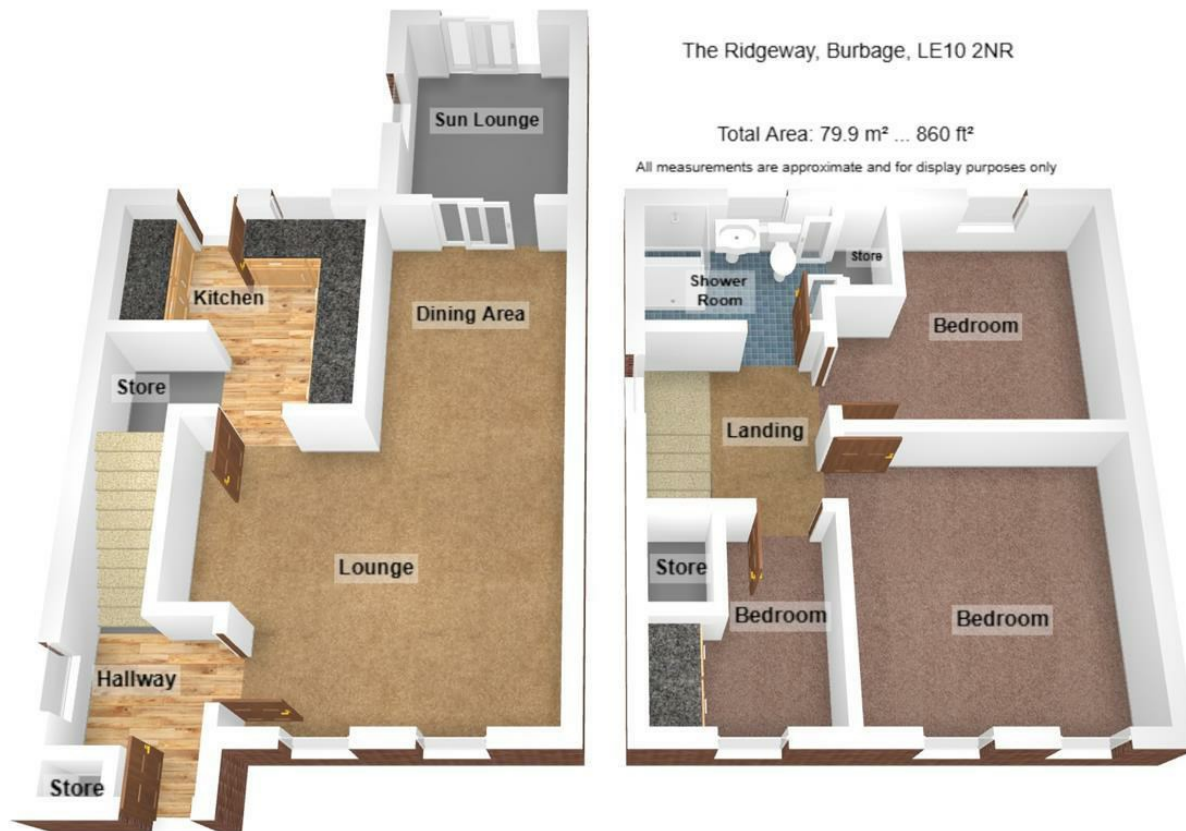 The Ridgeway, Burbage, LE10 2NR
Total Area: 79.9 m² ... 860 ft²
All measurements are approximate and for display purposes only
Sun Lounge
Kitchen
Dining Area
Store
Lounge
Hallway
Store
Shower
Room
Store
Bedroom
Landing
Store
Bedroom
Bedroom